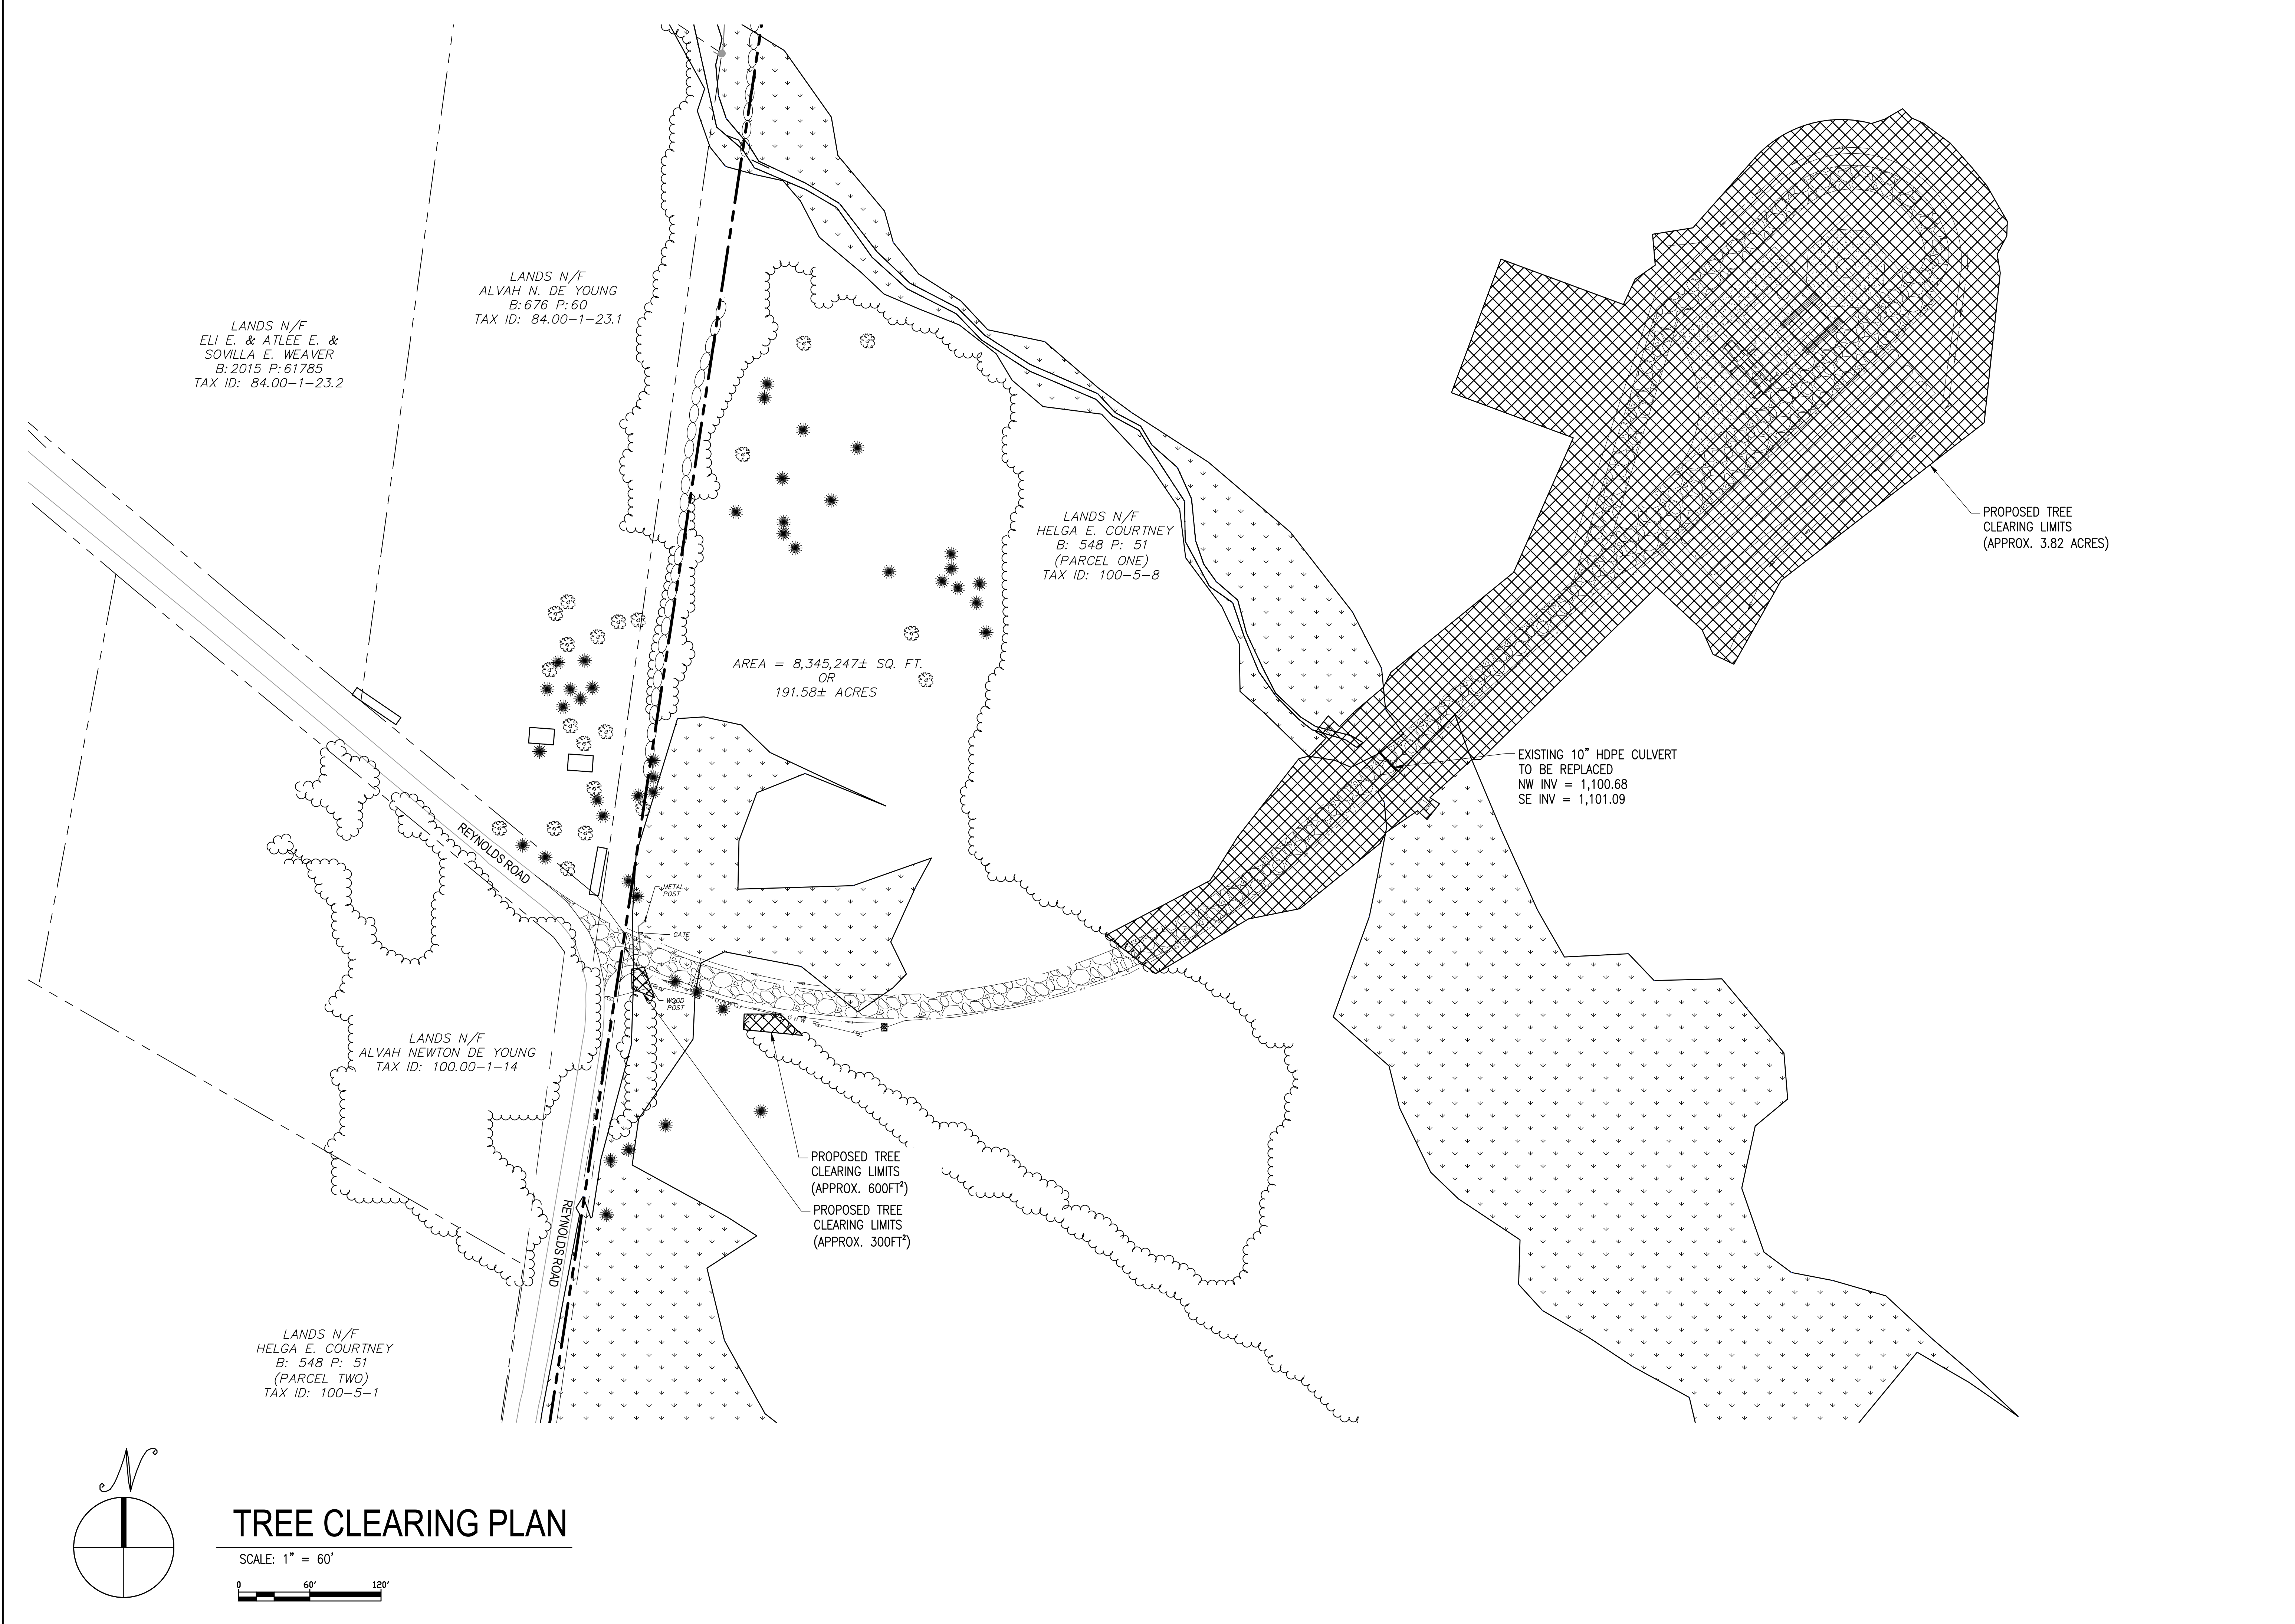 LANDS N/F
ALVAH N. DE YOUNG
B: 676 P: 60
TAX ID: 84.00-1-23.1
LANDS N/F
ELI E. & ATLEE E. &
SOVILLA E. WEAVER
B: 2015 P: 61785
TAX ID: 84.00-1-23.2
LANDS N/F
HELGA E. COURTNEY
B: 548 P: 51
(PARCEL ONE)
TAX ID: 100-5-8
PROPOSED TREE
CLEARING LIMITS
(APPROX. 3.82 ACRES)
AREA = 8,345,247± SQ. FT.
OR
191.58± ACRES
EXISTING 10" HDPE CULVERT
TO BE REPLACED
NW INV = 1,100.68
SE INV = 1,101.09
REYNOLDS ROAD
METAL
POST
GATE
WOOD
POST
OHW
LANDS N/F
ALVAH NEWTON DE YOUNG
TAX ID: 100.00-1-14
PROPOSED TREE
CLEARING LIMITS
(APPROX. 600FT²)
PROPOSED TREE
CLEARING LIMITS
(APPROX. 300FT²)
REYNOLDS ROAD
LANDS N/F
HELGA E. COURTNEY
B: 548 P: 51
(PARCEL TWO)
TAX ID: 100-5-1
N
TREE CLEARING PLAN
SCALE: 1" = 60'
0 60' 120'